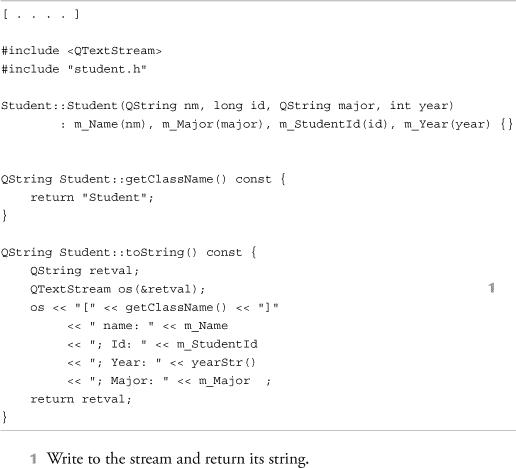 [ . . . . ]
#include <QTextStream>
#include "student.h"
Student::Student(QString nm, long id, QString major, int year)
: m_Name(nm), m_Major(major), m_StudentId(id), m_Year(year) {}
QString Student::getClassName() const {
return "Student";
}
QString Student::toString() const {
QString retval;
QTextStream os(&retval);    1
os << "[" << getClassName() << "]"
<< " name: " << m_Name
<< "; Id: " << m_StudentId
<< "; Year: " << yearStr()
<< "; Major: " << m_Major  ;
return retval;
}
1 Write to the stream and return its string.